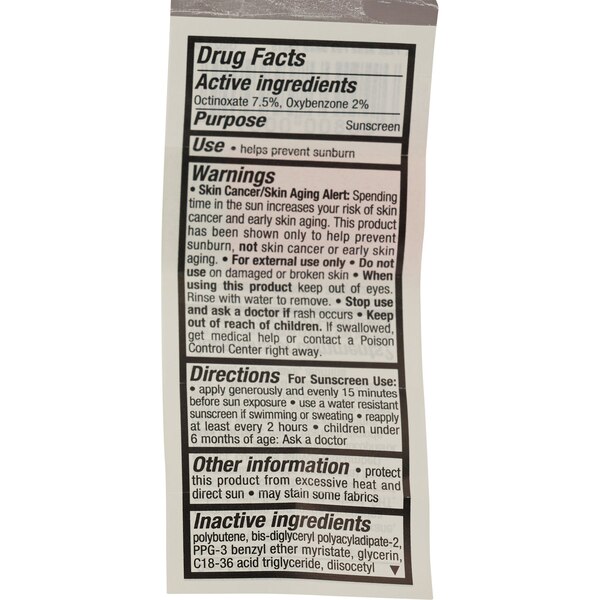 Drug Facts
Active ingredients
Octinoxate 7.5%, Oxybenzone 2%
Purpose Sunscreen
Use • helps prevent sunburn
Warnings
• Skin Cancer/Skin Aging Alert: Spending
time in the sun increases your risk of skin
cancer and early skin aging. This product
has been shown only to help prevent
sunburn, not skin cancer or early skin
aging. • For external use only • Do not
use on damaged or broken skin • When
using this product keep out of eyes.
Rinse with water to remove. • Stop use
and ask a doctor if rash occurs • Keep
out of reach of children. If swallowed,
get medical help or contact a Poison
Control Center right away.
Directions For Sunscreen Use:
• apply generously and evenly 15 minutes
before sun exposure • use a water resistant
sunscreen if swimming or sweating • reapply
at least every 2 hours • children under
6 months of age: Ask a doctor
Other information • protect
this product from excessive heat and
direct sun • may stain some fabrics
Inactive ingredients
polybutene, bis-diglyceryl polyacyladipate-2,
PPG-3 benzyl ether myristate, glycerin,
C18-36 acid triglyceride, diisocetyl ▼